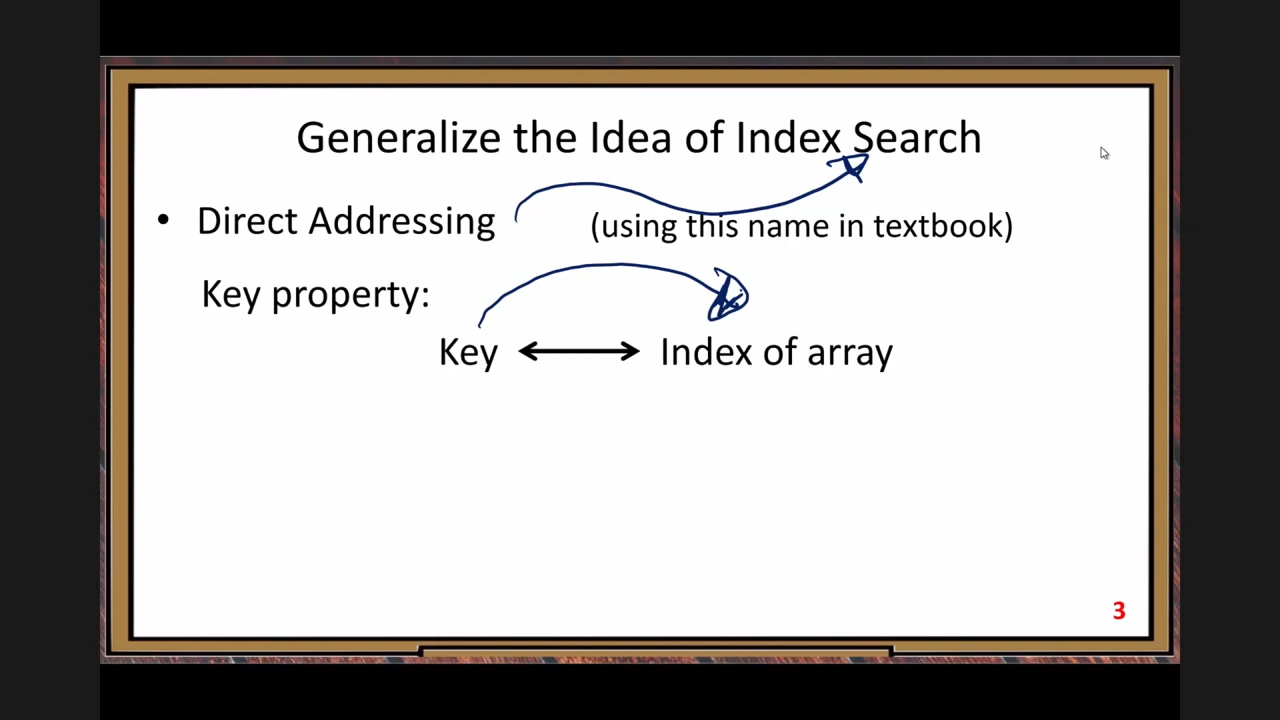 Generalize the Idea of Index Search
• Direct Addressing (using this name in textbook)
Key property:
Key ⟷ Index of array
3